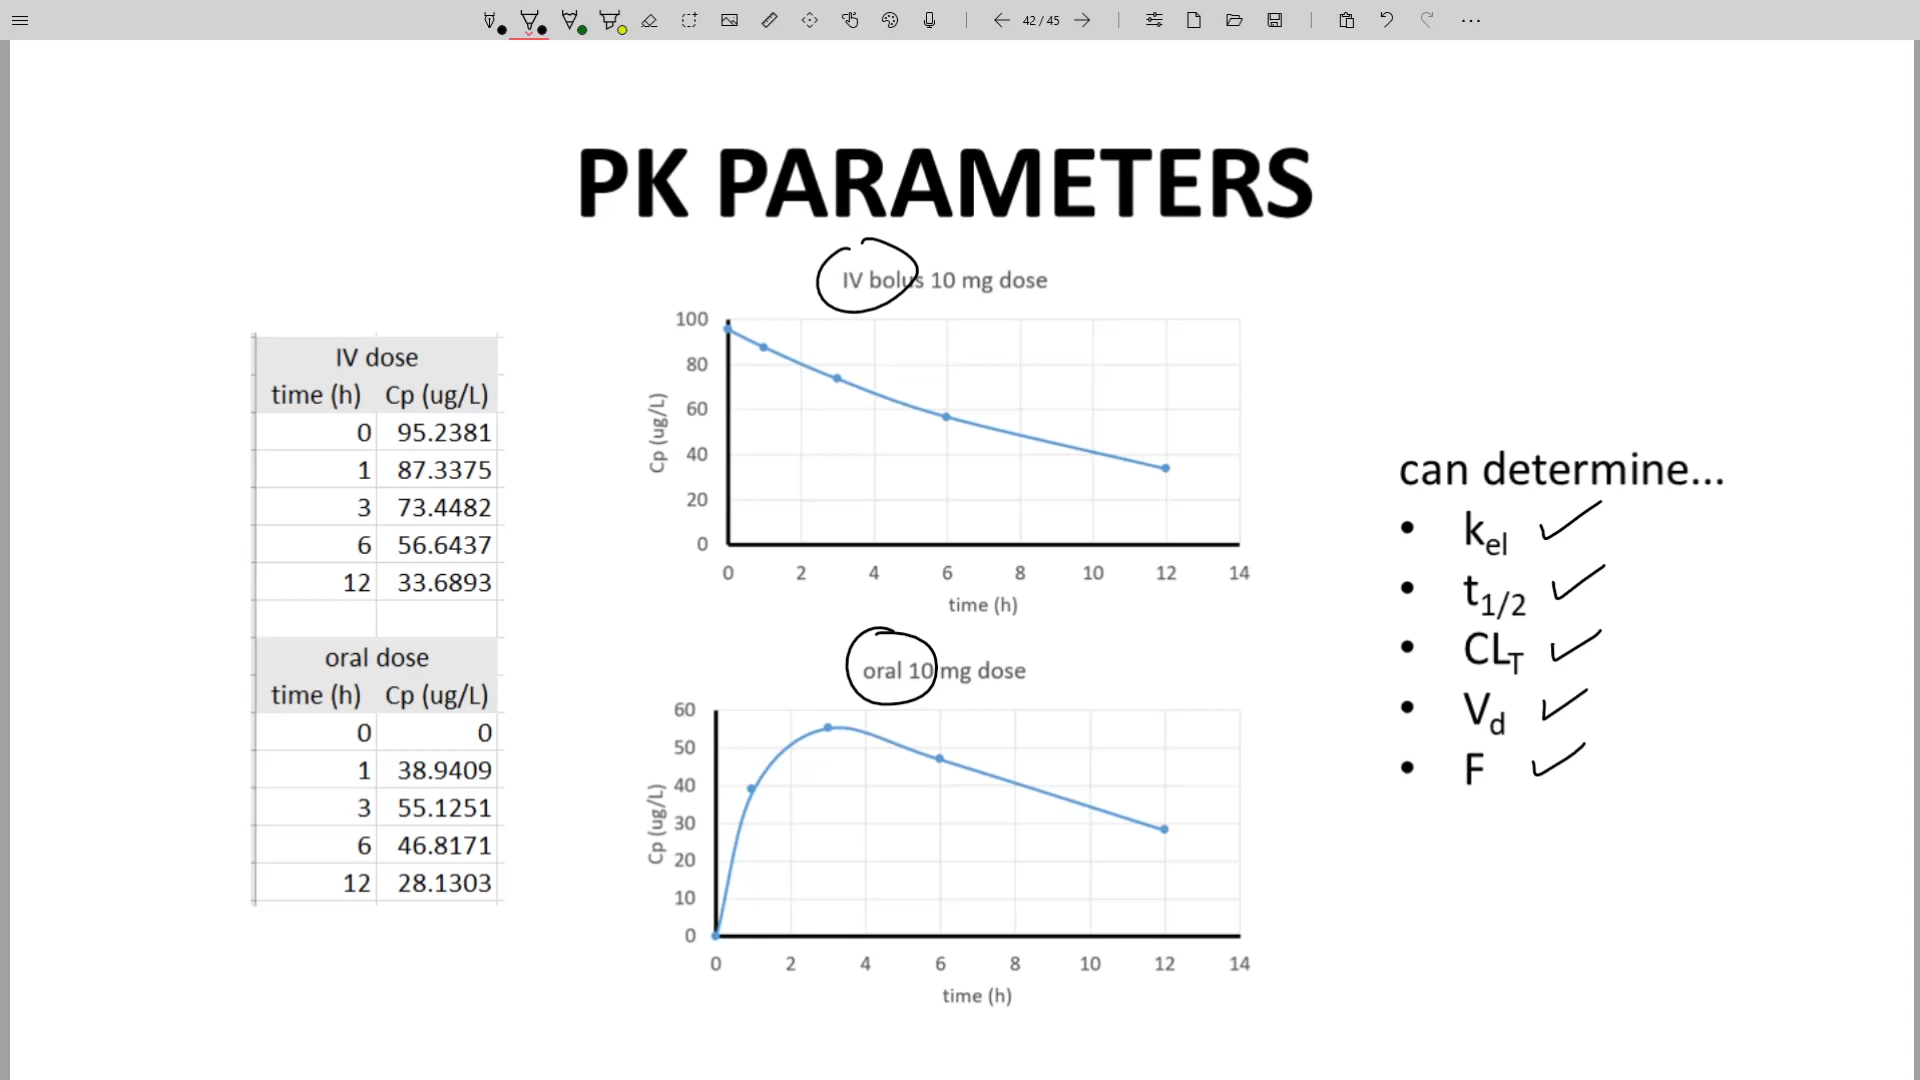 42 / 45
PK PARAMETERS
IV dose
time (h) Cp (ug/L)
0 95.2381
1 87.3375
3 73.4482
6 56.6437
12 33.6893
oral dose
time (h) Cp (ug/L)
0 0
1 38.9409
3 55.1251
6 46.8171
12 28.1303
IV bolus 10 mg dose
100
80
60
40
20
0
Cp (ug/L)
0 2 4 6 8 10 12 14
time (h)
oral 10 mg dose
60
50
40
30
20
10
0
Cp (ug/L)
0 2 4 6 8 10 12 14
time (h)
can determine...
• kel
• t1/2
• CLT
• Vd
• F